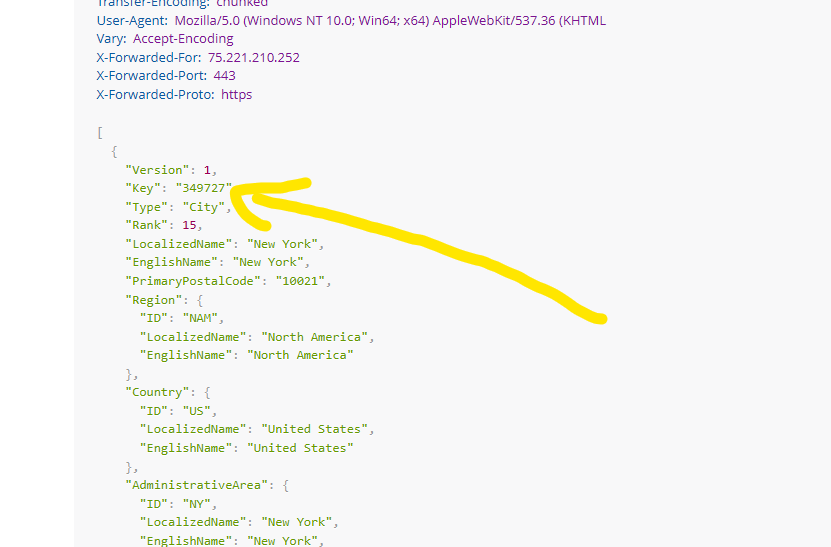 Transfer-Encoding: chunked
User-Agent: Mozilla/5.0 (Windows NT 10.0; Win64; x64) AppleWebKit/537.36 (KHTML
Vary: Accept-Encoding
X-Forwarded-For: 75.221.210.252
X-Forwarded-Port: 443
X-Forwarded-Proto: https
[
{
"Version": 1,
"Key": "349727"
"Type": "City",
"Rank": 15,
"LocalizedName": "New York",
"EnglishName": "New York",
"PrimaryPostalCode": "10021",
"Region": {
"ID": "NAM",
"LocalizedName": "North America",
"EnglishName": "North America"
},
"Country": {
"ID": "US",
"LocalizedName": "United States",
"EnglishName": "United States"
},
"AdministrativeArea": {
"ID": "NY",
"LocalizedName": "New York",
"EnglishName": "New York",